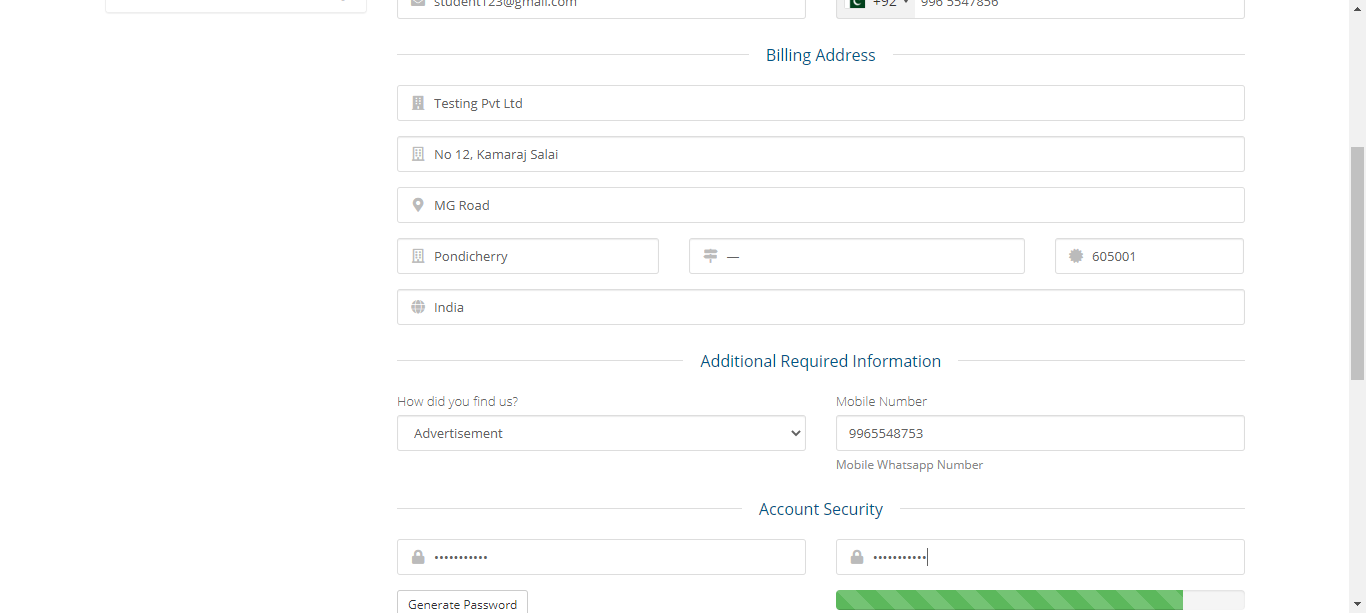 student123@gmail.com
+92 996 5547856
Billing Address
Testing Pvt Ltd
No 12, Kamaraj Salai
MG Road
Pondicherry — 605001
India
Additional Required Information
How did you find us? Mobile Number
Advertisement 9965548753
Mobile Whatsapp Number
Account Security
••••••••••• •••••••••••
Generate Password